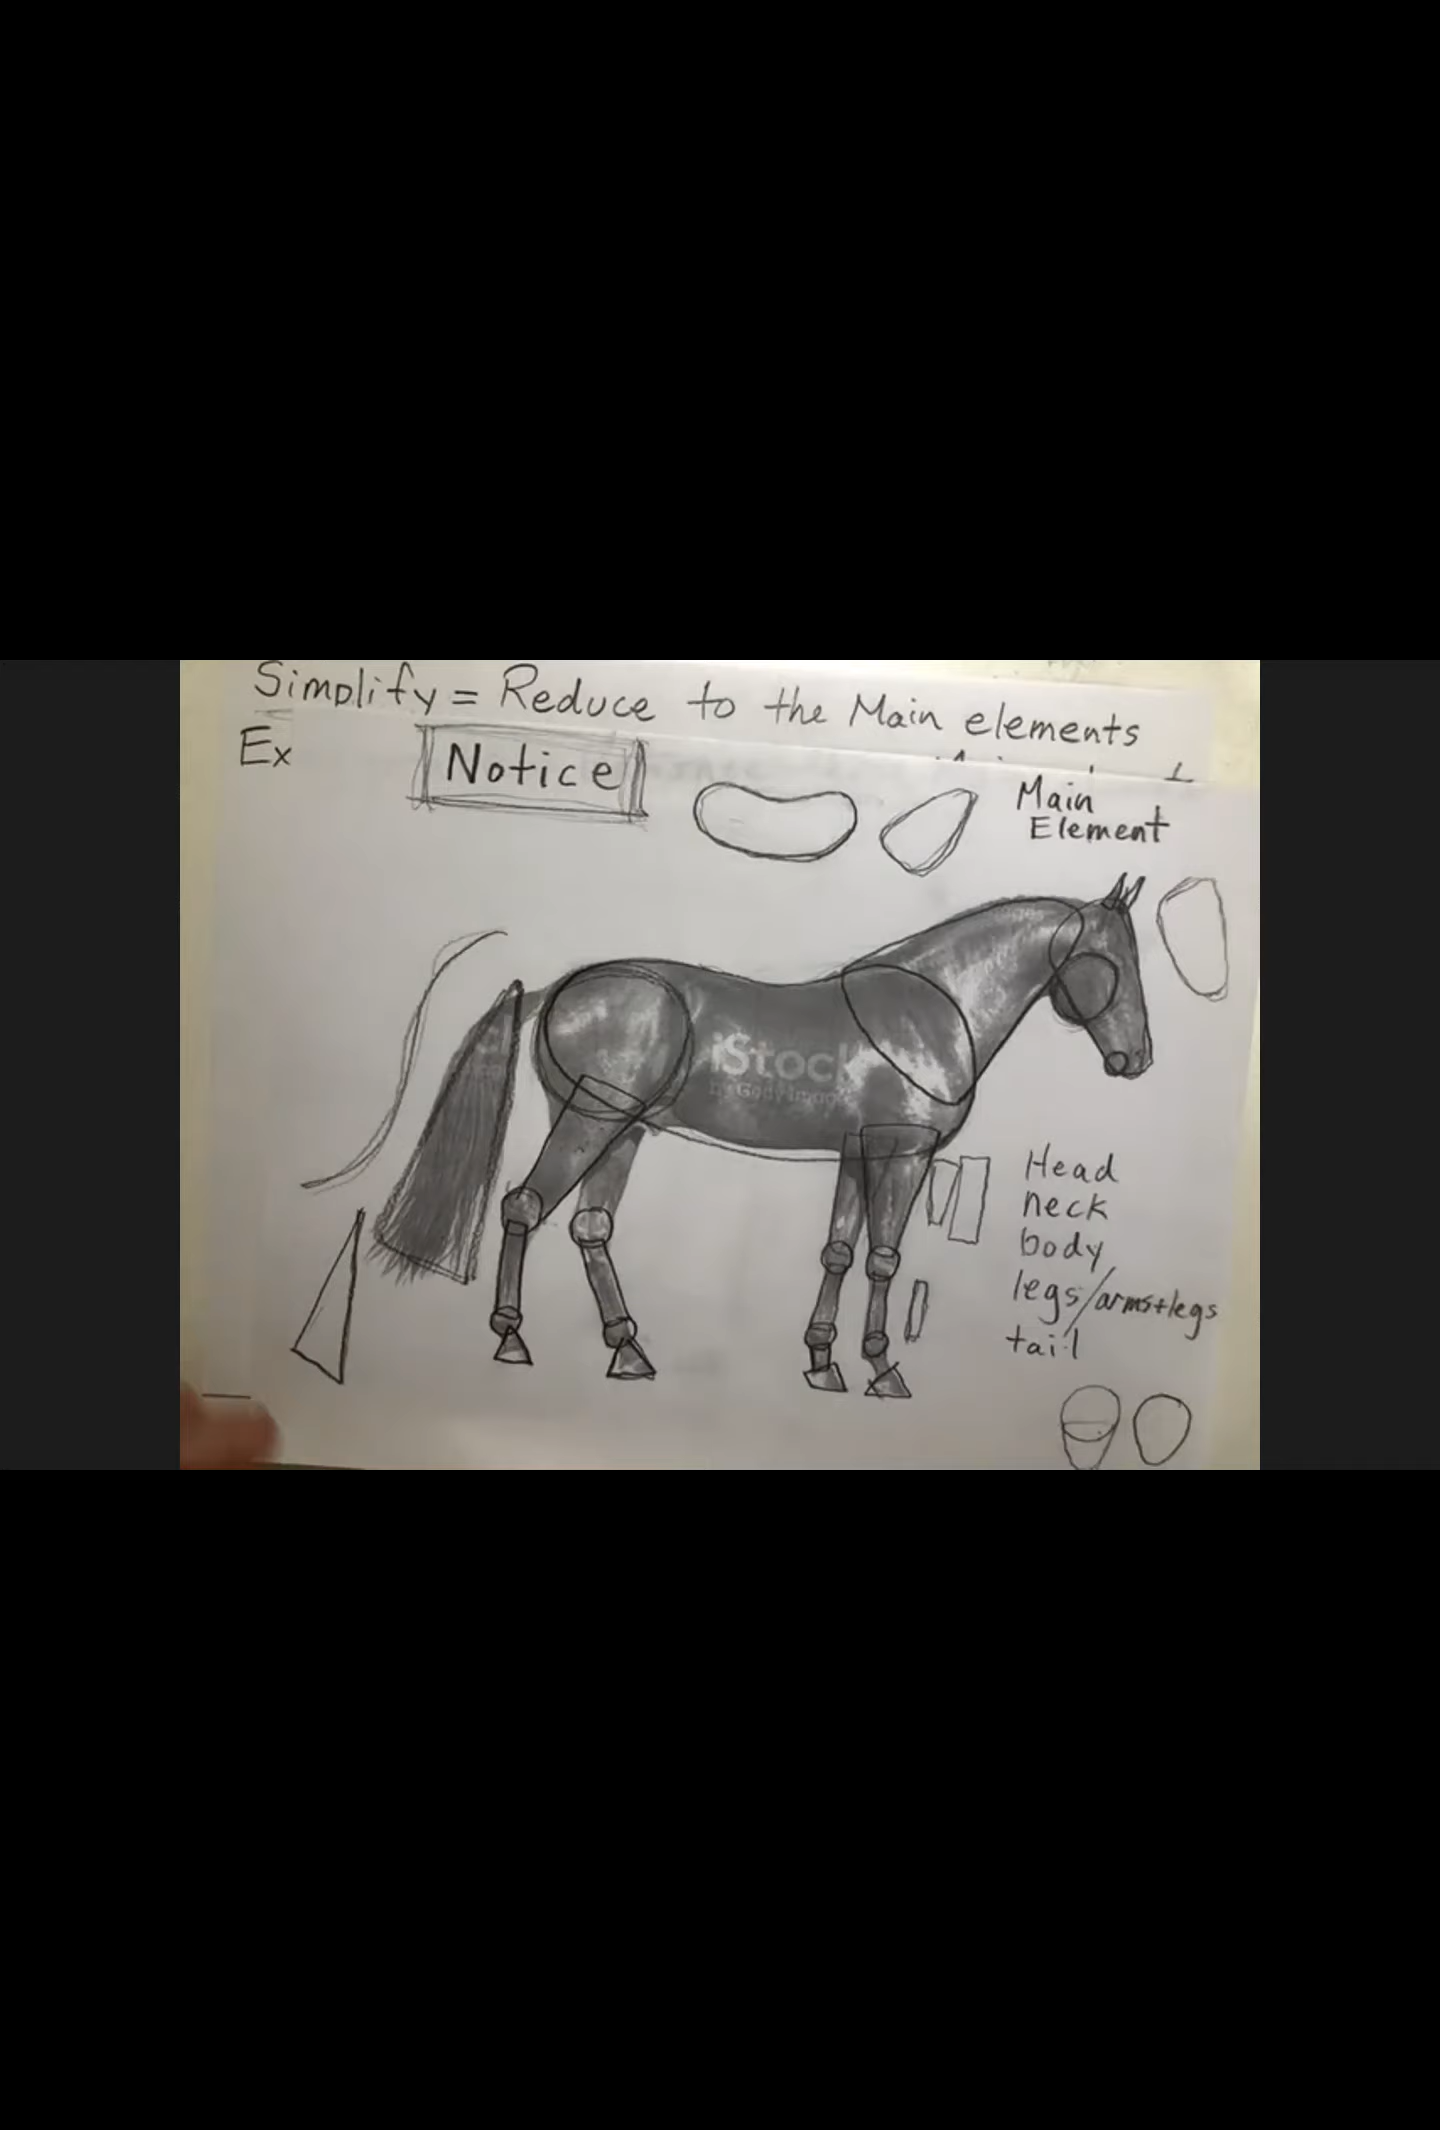 Simplify = Reduce to the Main elements
Ex
Notice
Main
Element
iStock
Head
neck
body
legs/arms+legs
tail